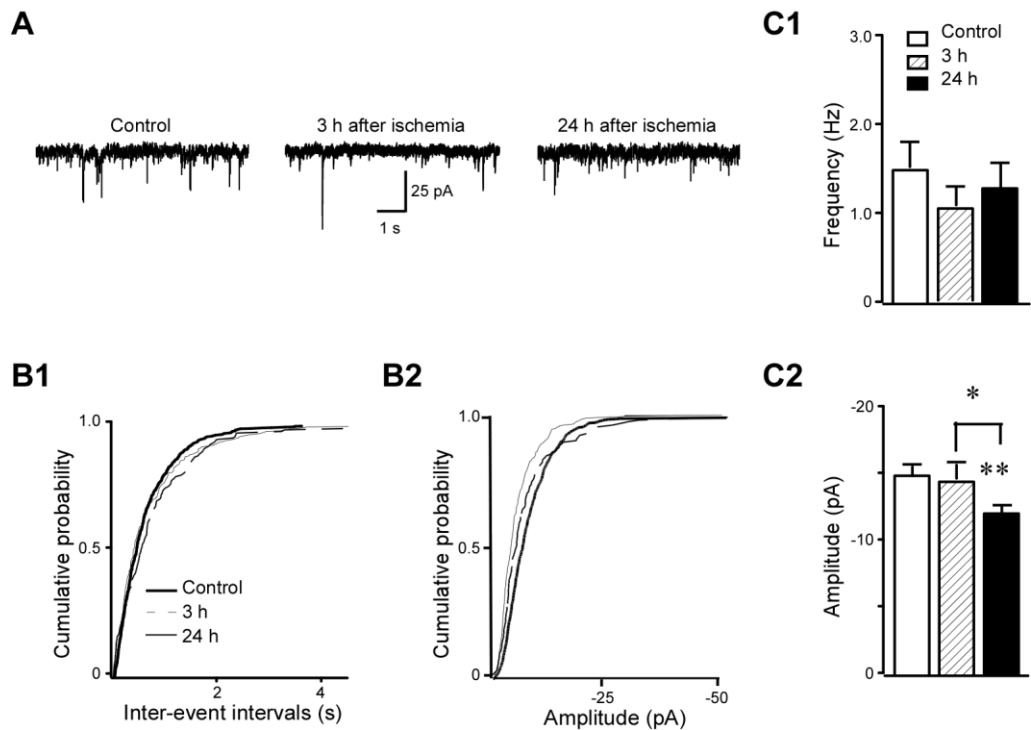 A
Control
3 h after ischemia
24 h after ischemia
25 pA
1 s
C1
3.0
2.0
1.0
0
Frequency (Hz)
Control
3 h
24 h
B1
1.0
0.5
0
Cumulative probability
Control
3 h
24 h
2
4
Inter-event intervals (s)
B2
1.0
0.5
0
Cumulative probability
-25
-50
Amplitude (pA)
C2
-20
-10
0
Amplitude (pA)
*
**